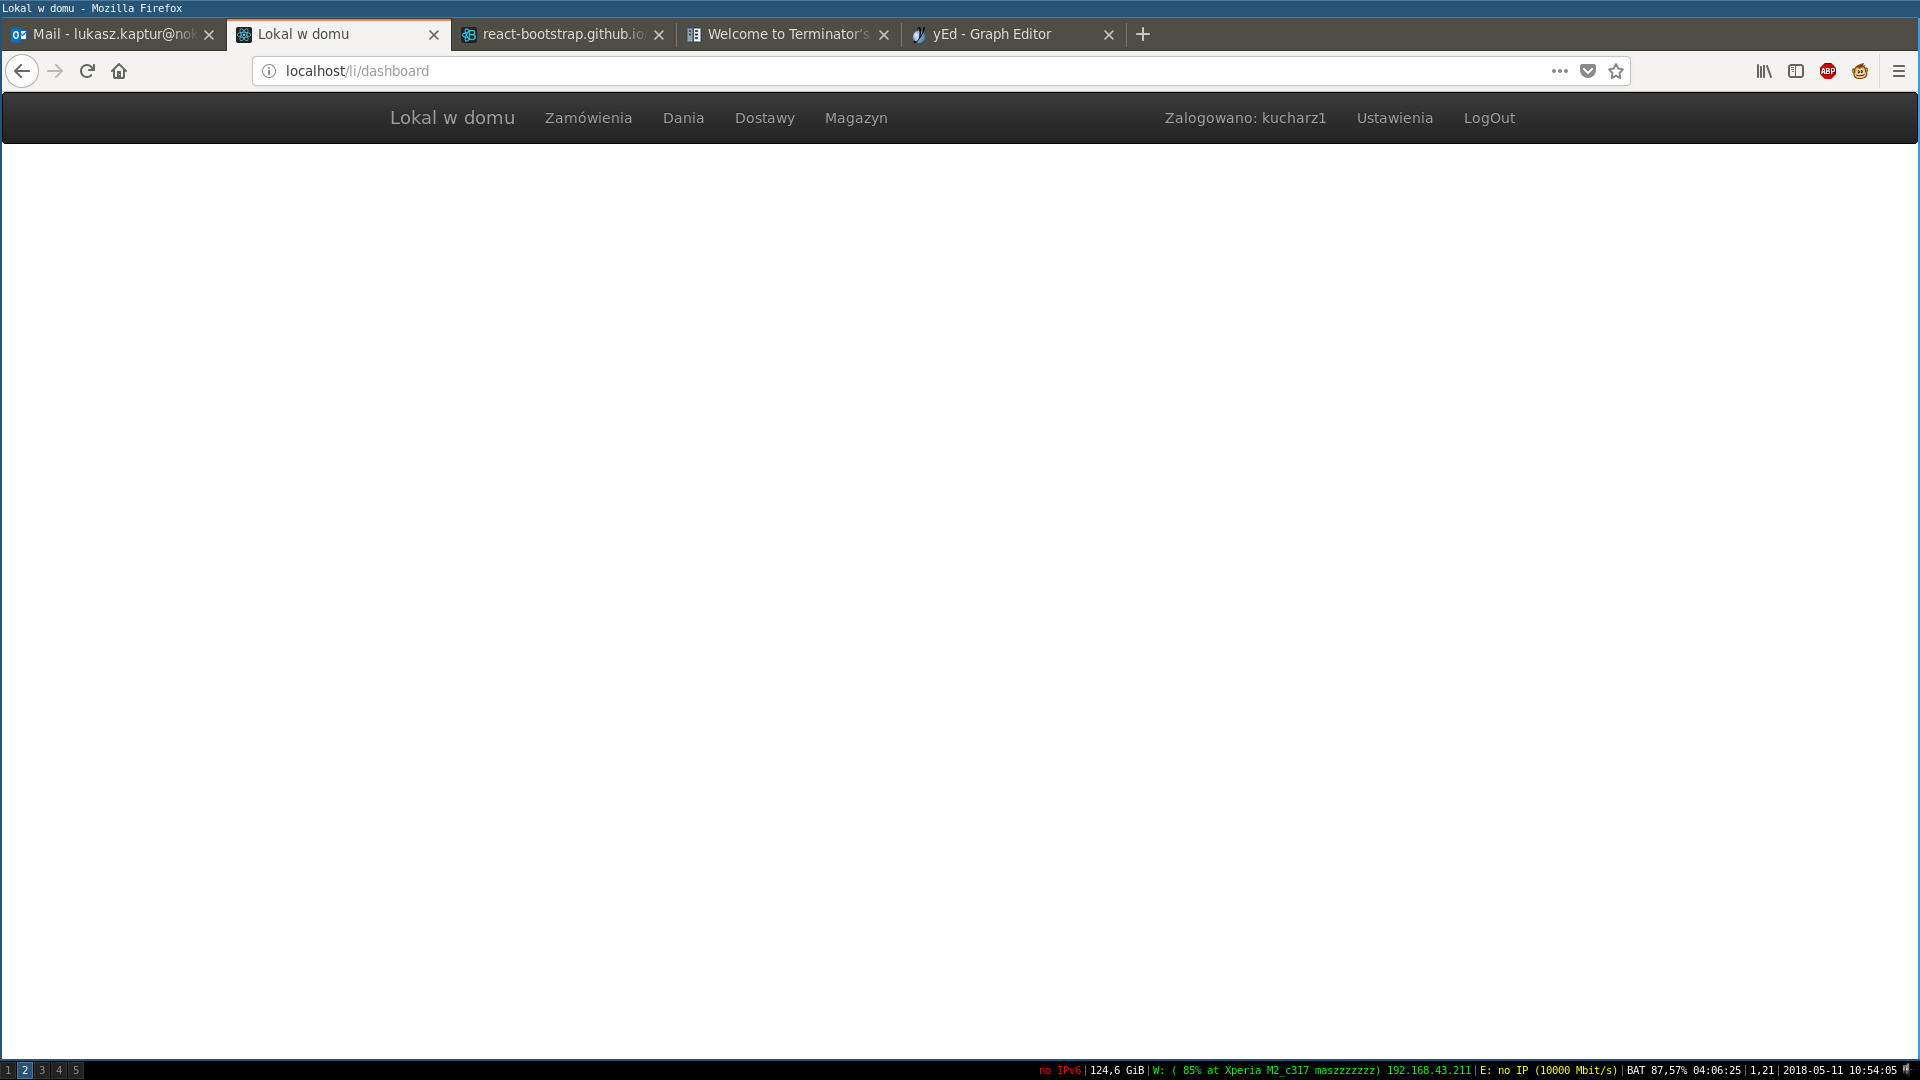 Lokal w domu - Mozilla Firefox
Mail - lukasz.kaptur@nok
Lokal w domu
react-bootstrap.github.io/
Welcome to Terminator's
yEd - Graph Editor
localhost/li/dashboard
ABP
Lokal w domu
Zamówienia
Dania
Dostawy
Magazyn
Zalogowano: kucharz1
Ustawienia
LogOut
1 2 3 4 5
no IPv6|124,6 GiB|W: ( 85% at Xperia M2_c317 maszzzzzzz) 192.168.43.211|E: no IP (10000 Mbit/s)|BAT 87,57% 04:06:25|1,21|2018-05-11 10:54:05